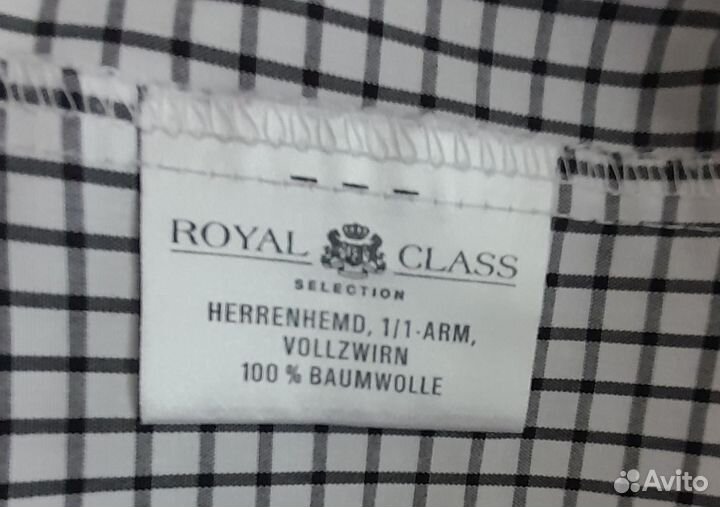 ROYAL CLASS
SELECTION
HERRENHEMD, 1/1-ARM,
VOLLZWIRN
100 % BAUMWOLLE
Avito